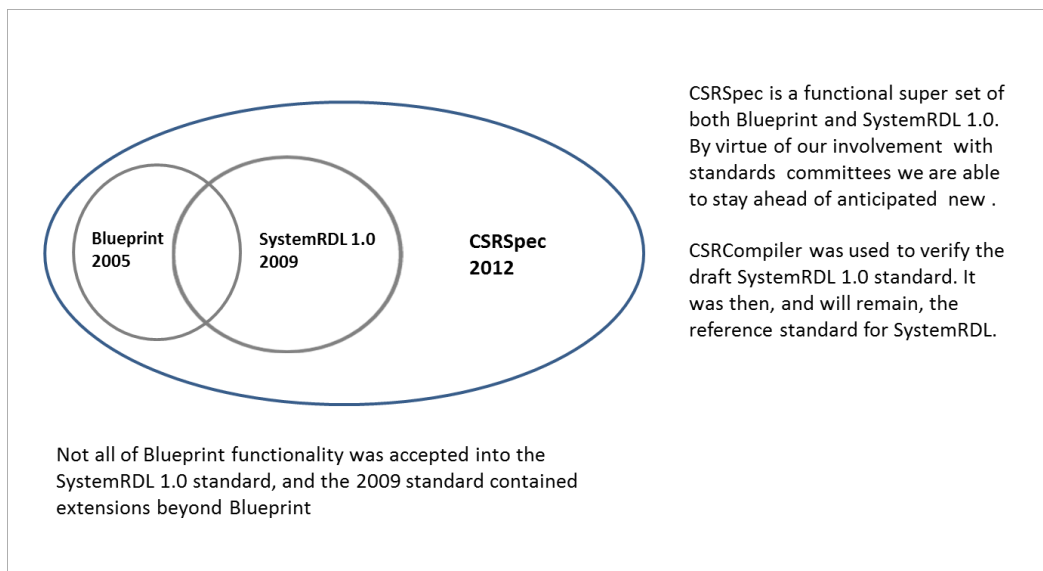 Blueprint
2005
SystemRDL 1.0
2009
CSRSpec
2012
CSRSpec is a functional super set of
both Blueprint and SystemRDL 1.0.
By virtue of our involvement with
standards committees we are able
to stay ahead of anticipated new .
CSRCompiler was used to verify the
draft SystemRDL 1.0 standard. It
was then, and will remain, the
reference standard for SystemRDL.
Not all of Blueprint functionality was accepted into the
SystemRDL 1.0 standard, and the 2009 standard contained
extensions beyond Blueprint